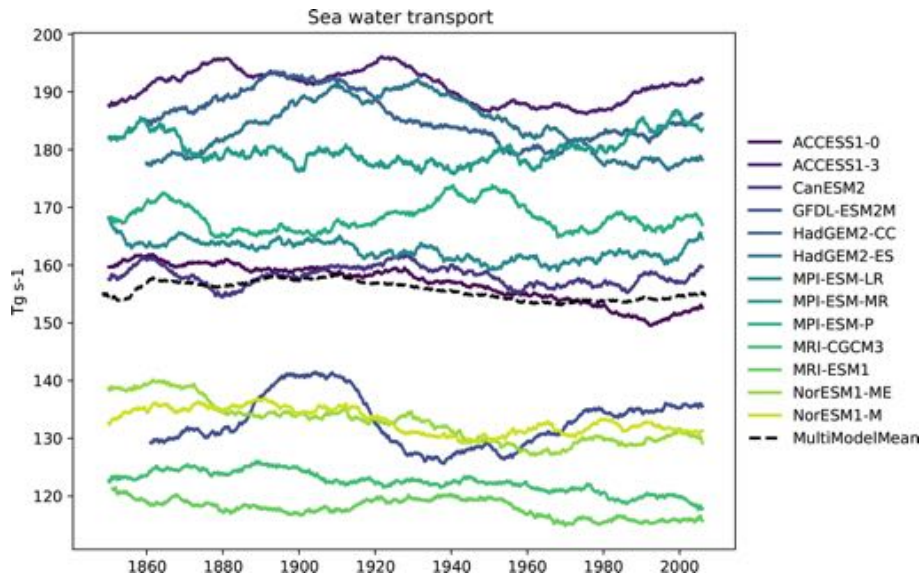 Sea water transport
200
190
180
170
160
150
140
130
120
Tg s-1
1860
1880
1900
1920
1940
1960
1980
2000
ACCESS1-0
ACCESS1-3
CanESM2
GFDL-ESM2M
HadGEM2-CC
HadGEM2-ES
MPI-ESM-LR
MPI-ESM-MR
MPI-ESM-P
MRI-CGCM3
MRI-ESM1
NorESM1-ME
NorESM1-M
MultiModelMean